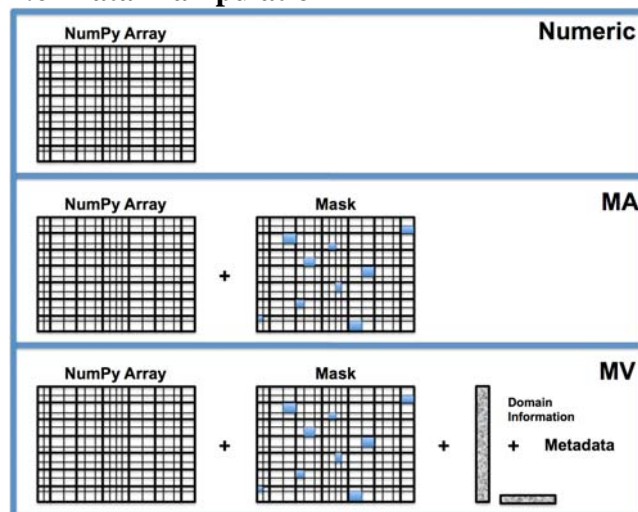 Numeric
NumPy Array
MA
NumPy Array
Mask
+
MV
NumPy Array
Mask
+
+
Domain
Information
+ Metadata